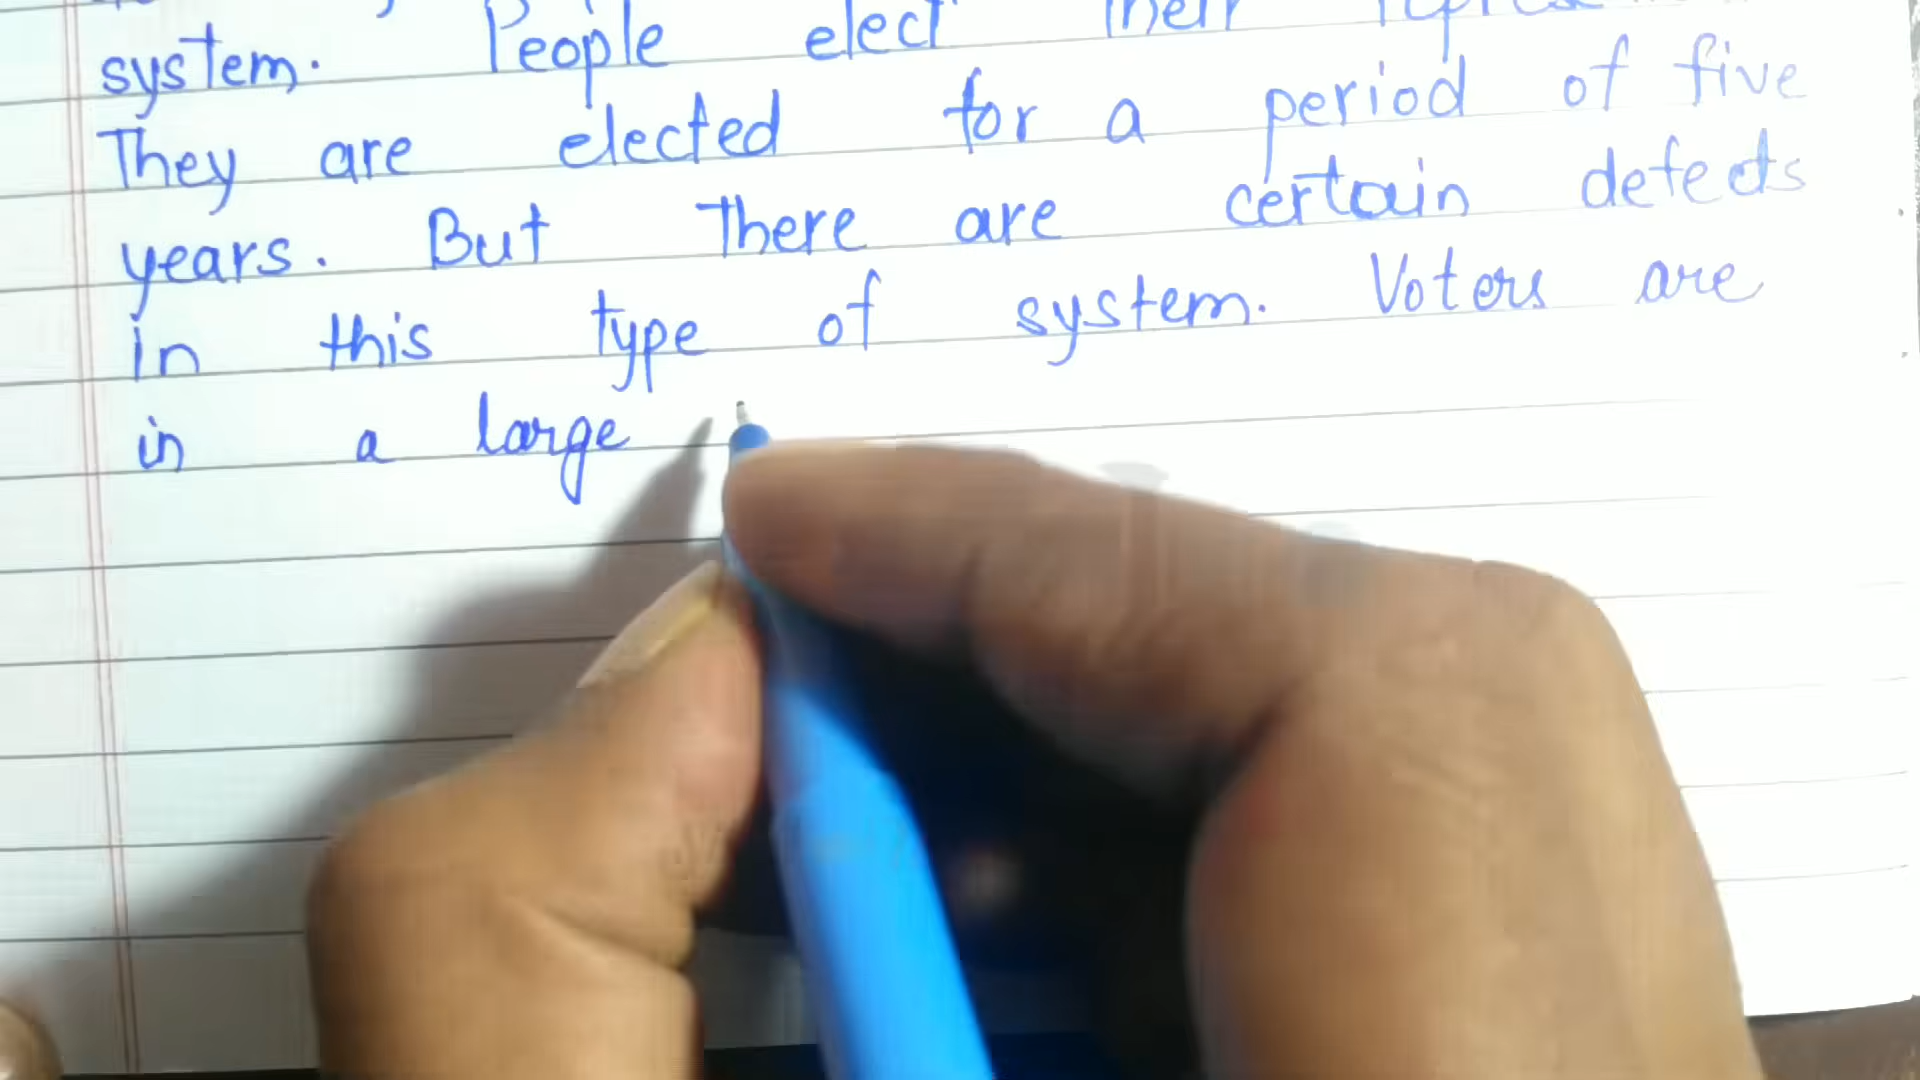 system. People elect their
They are elected for a period of five
years. But there are certain defects
in this type of system. Voters are
in a large